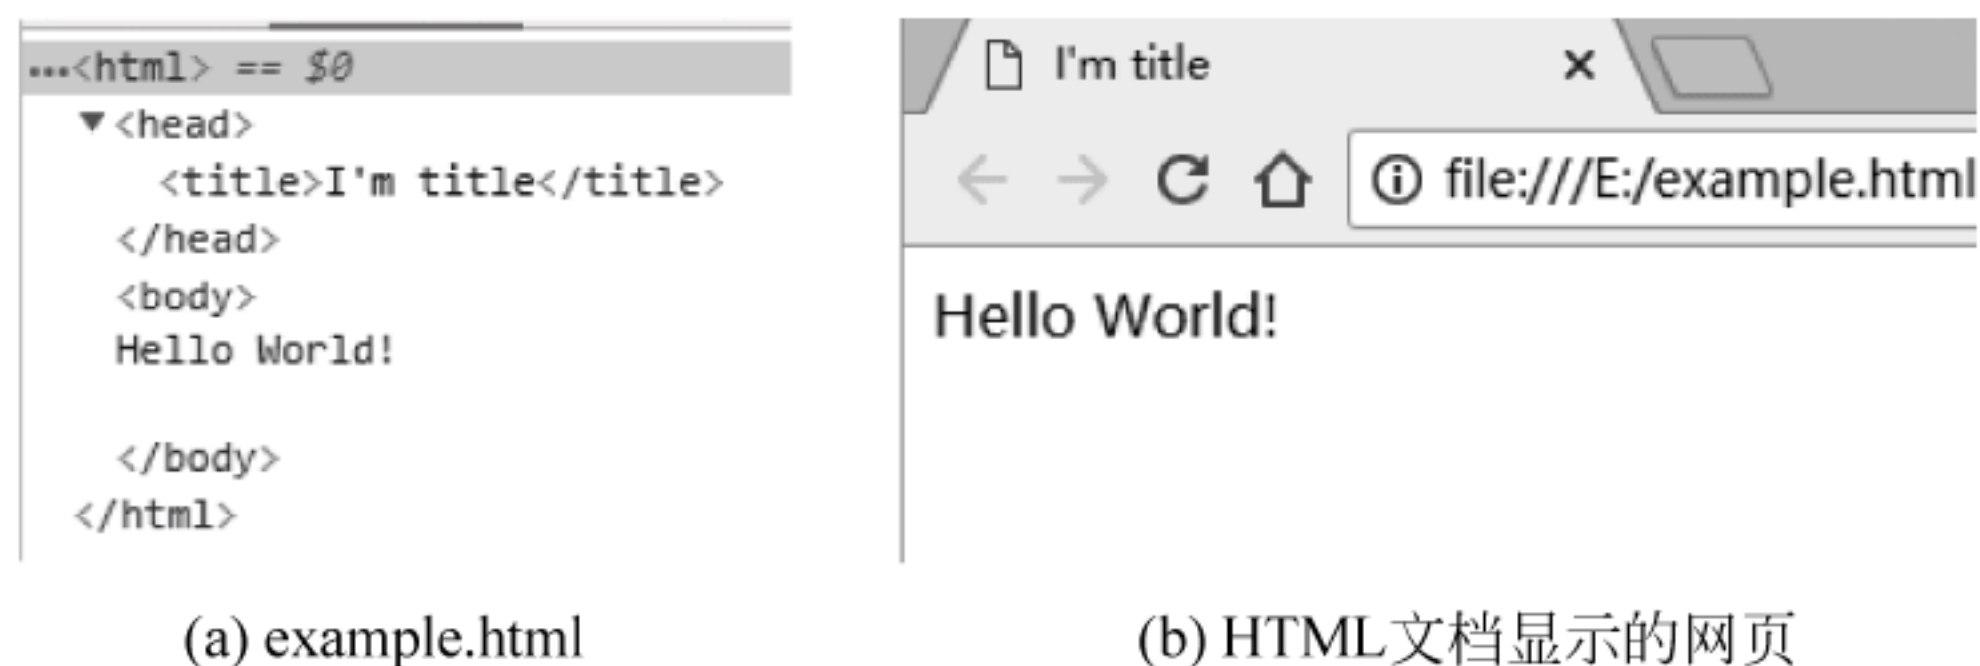 ...<html> == $0
▼<head>
<title>I'm title</title>
</head>
<body>
Hello World!
</body>
</html>
(a) example.html
I'm title ×
file:///E:/example.html
Hello World!
(b) HTML文档显示的网页